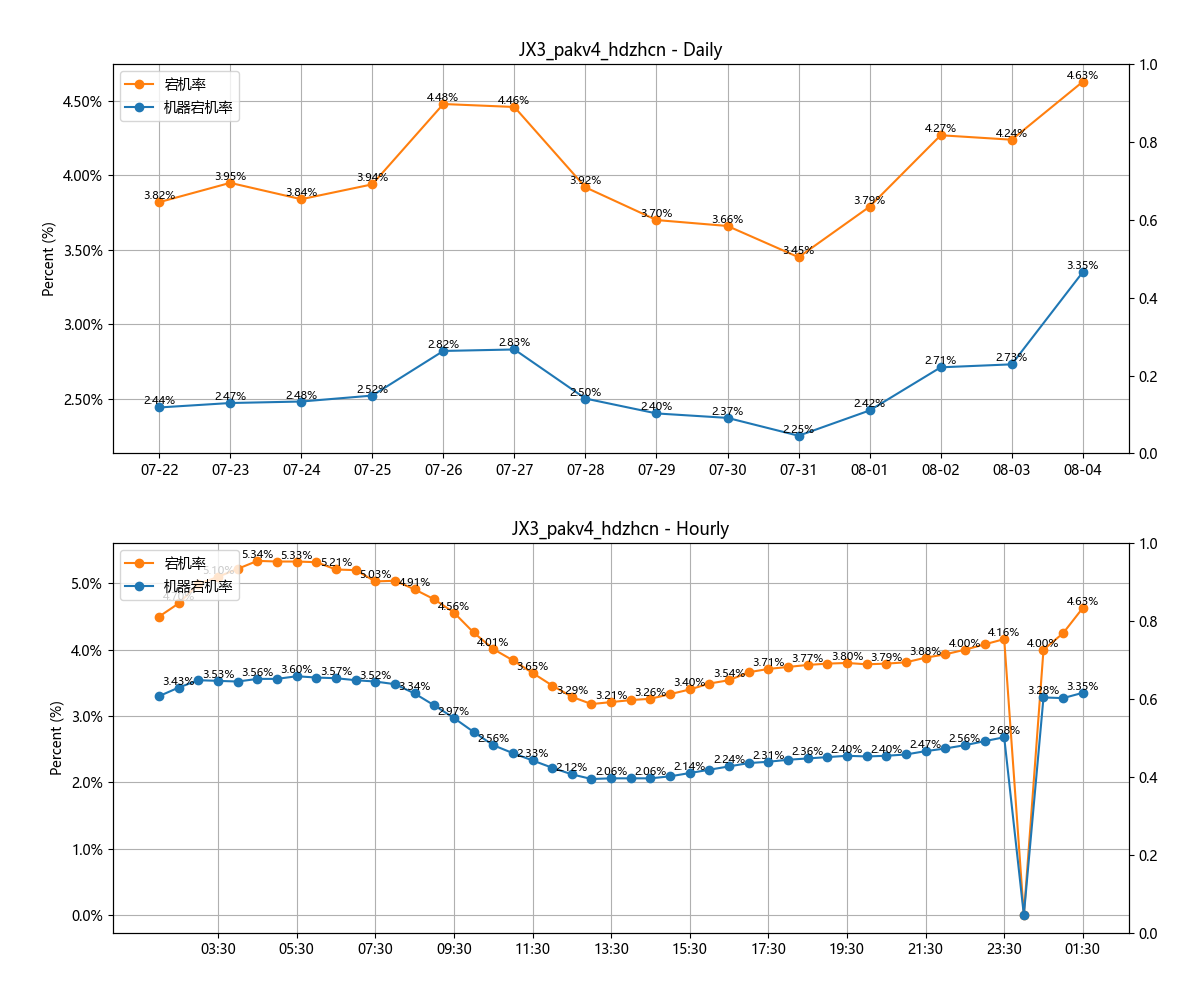 JX3_pakv4_hdzhcn - Daily
宕机率
机器宕机率
Percent (%)
4.50%
4.00%
3.50%
3.00%
2.50%
1.0
0.8
0.6
0.4
0.2
0.0
3.82% 3.95% 3.84% 3.94% 4.48% 4.46% 3.92% 3.70% 3.66% 3.45% 3.79% 4.27% 4.24% 4.63%
2.44% 2.47% 2.48% 2.52% 2.82% 2.83% 2.50% 2.40% 2.37% 2.25% 2.42% 2.71% 2.73% 3.35%
07-22 07-23 07-24 07-25 07-26 07-27 07-28 07-29 07-30 07-31 08-01 08-02 08-03 08-04
JX3_pakv4_hdzhcn - Hourly
宕机率
机器宕机率
Percent (%)
5.0%
4.0%
3.0%
2.0%
1.0%
0.0%
1.0
0.8
0.6
0.4
0.2
0.0
4.70% 5.10% 5.34% 5.33% 5.21% 5.03% 4.91% 4.56% 4.01% 3.65% 3.29% 3.21% 3.26% 3.40% 3.54% 3.71% 3.77% 3.80% 3.79% 3.88% 4.00% 4.16% 4.00% 4.63%
3.43% 3.53% 3.56% 3.60% 3.57% 3.52% 3.34% 2.97% 2.56% 2.33% 2.12% 2.06% 2.06% 2.14% 2.24% 2.31% 2.36% 2.40% 2.40% 2.47% 2.56% 2.68% 3.28% 3.35%
03:30 05:30 07:30 09:30 11:30 13:30 15:30 17:30 19:30 21:30 23:30 01:30